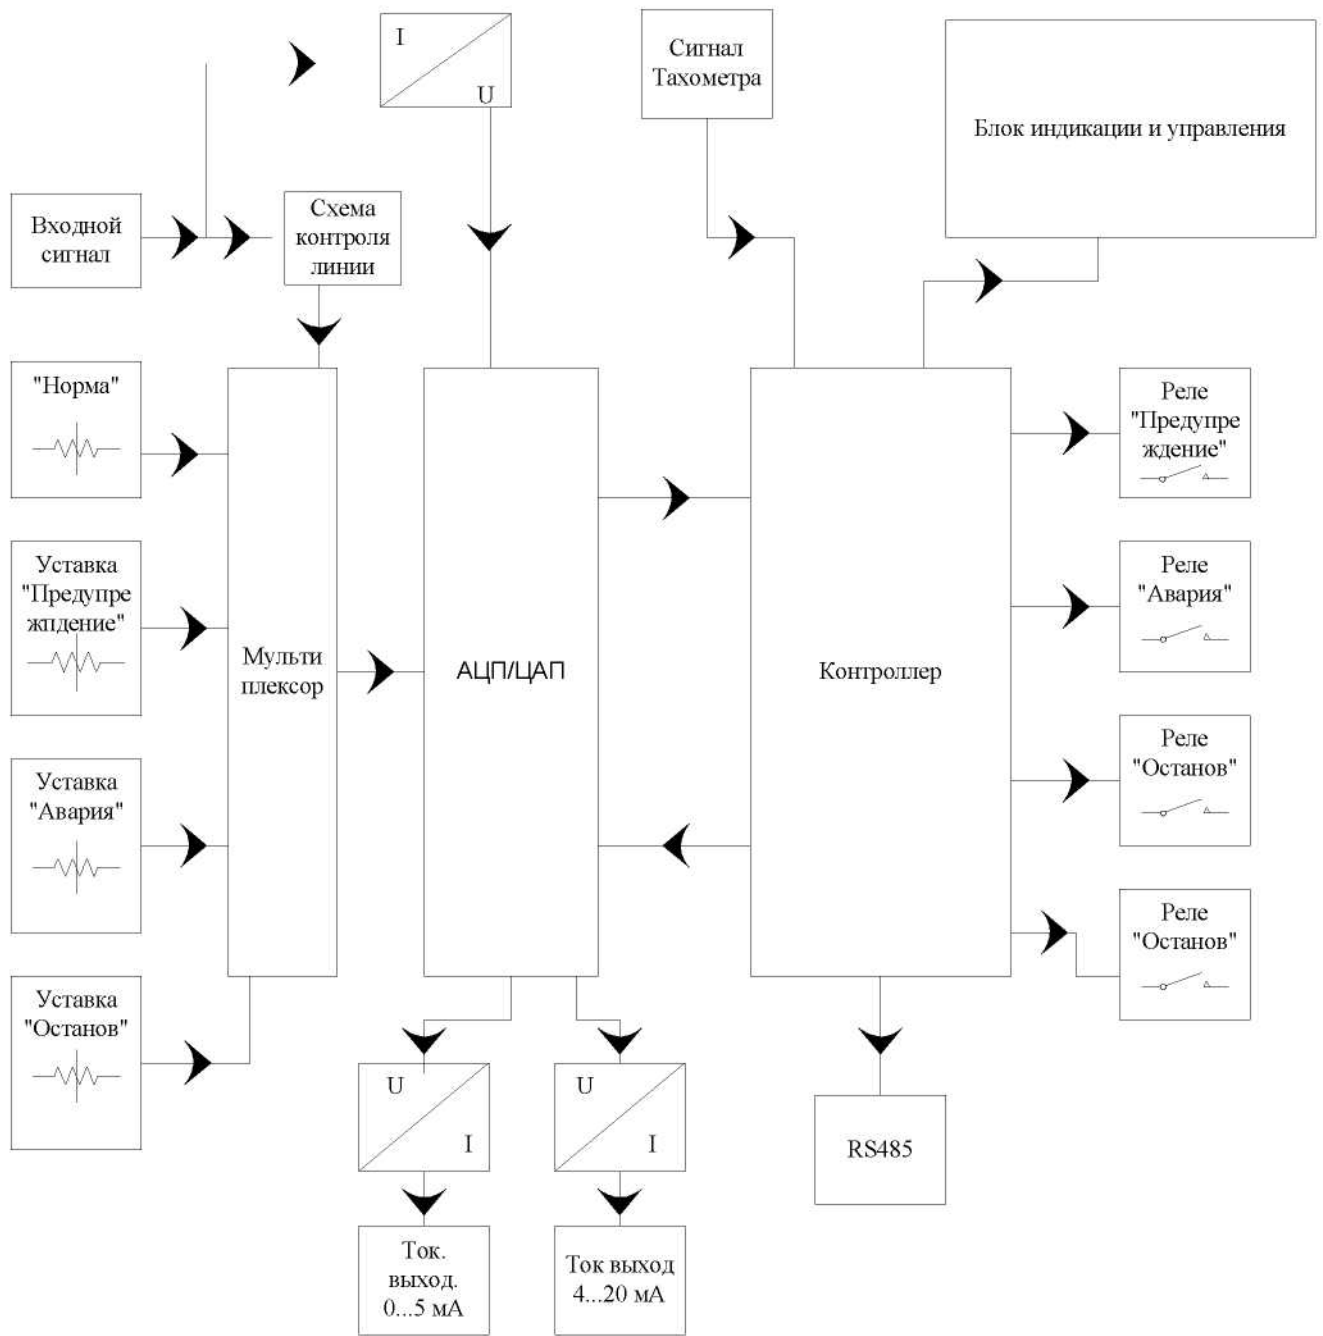 I
U
Сигнал
Тахометра
Блок индикации и управления
Входной
сигнал
Схема
контроля
линии
"Норма"
Уставка
"Предупре
жпдение"
Уставка
"Авария"
Уставка
"Останов"
Мульти
плексор
АЦП/ЦАП
Контроллер
Реле
"Предупре
ждение"
Реле
"Авария"
Реле
"Останов"
Реле
"Останов"
U
I
U
I
RS485
Ток.
выход.
0...5 мА
Ток выход
4...20 мА